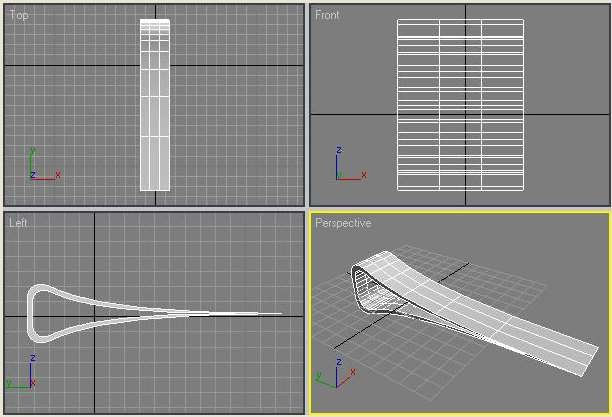 Top
y
z x
Front
z
y x
Left
z
y x
Perspective
z
y x